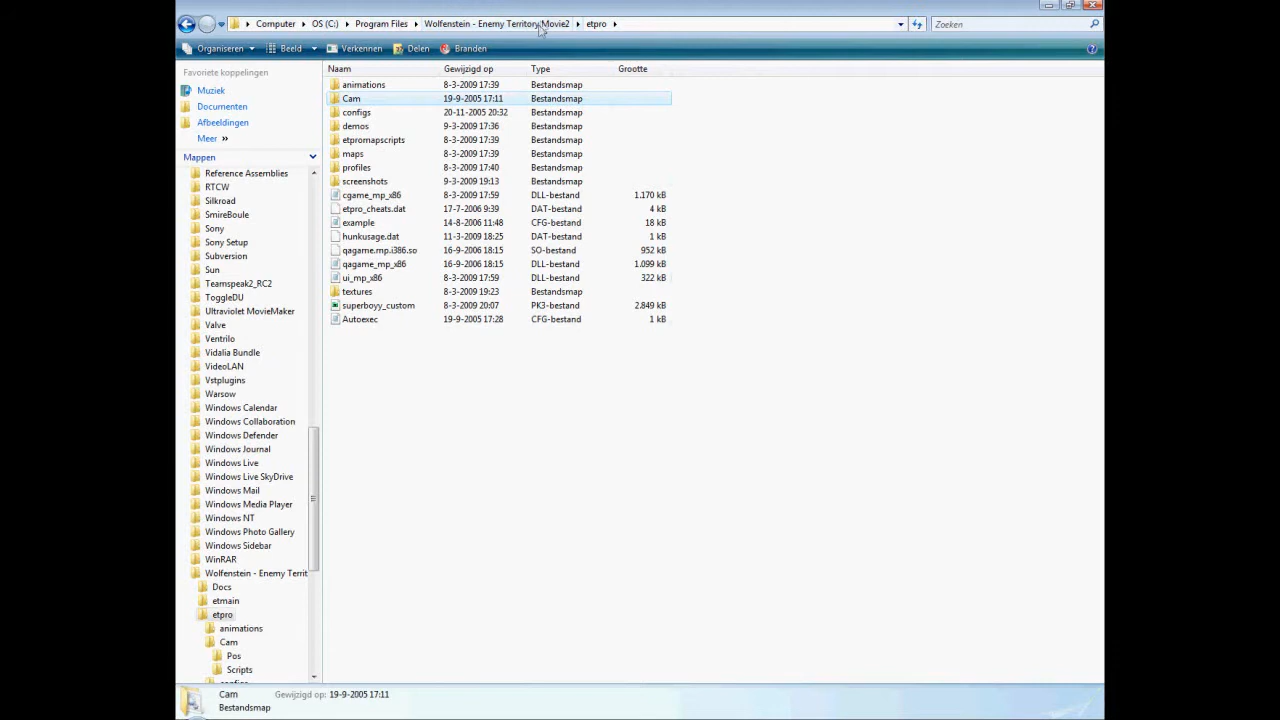 Computer OS (C:) Program Files Wolfenstein - Enemy Territory Movie2 etpro Zoeken
Organiseren Beeld Verkennen Delen Branden
Favoriete koppelingen
Muziek
Documenten
Afbeeldingen
Meer »
Mappen
Reference Assemblies
RTCW
Silkroad
SmireBoule
Sony
Sony Setup
Subversion
Sun
Teamspeak2_RC2
ToggleDU
Ultraviolet MovieMaker
Valve
Ventrilo
Vidalia Bundle
VideoLAN
Vstplugins
Warsow
Windows Calendar
Windows Collaboration
Windows Defender
Windows Journal
Windows Live
Windows Live SkyDrive
Windows Mail
Windows Media Player
Windows NT
Windows Photo Gallery
Windows Sidebar
WinRAR
Wolfenstein - Enemy Territ
Docs
etmain
etpro
animations
Cam
Pos
Scripts
Naam Gewijzigd op Type Grootte
animations 8-3-2009 17:39 Bestandsmap
Cam 19-9-2005 17:11 Bestandsmap
configs 20-11-2005 20:32 Bestandsmap
demos 9-3-2009 17:36 Bestandsmap
etpromapscripts 8-3-2009 17:39 Bestandsmap
maps 8-3-2009 17:39 Bestandsmap
profiles 8-3-2009 17:40 Bestandsmap
screenshots 9-3-2009 19:13 Bestandsmap
cgame_mp_x86 8-3-2009 17:59 DLL-bestand 1.170 kB
etpro_cheats.dat 17-7-2006 9:39 DAT-bestand 4 kB
example 14-8-2006 11:48 CFG-bestand 18 kB
hunkusage.dat 11-3-2009 18:25 DAT-bestand 1 kB
qagame.mp.i386.so 16-9-2006 18:15 SO-bestand 952 kB
qagame_mp_x86 16-9-2006 18:15 DLL-bestand 1.099 kB
ui_mp_x86 8-3-2009 17:59 DLL-bestand 322 kB
textures 8-3-2009 19:23 Bestandsmap
superboyy_custom 8-3-2009 20:07 PK3-bestand 2.849 kB
Autoexec 19-9-2005 17:28 CFG-bestand 1 kB
Cam Gewijzigd op: 19-9-2005 17:11
Bestandsmap